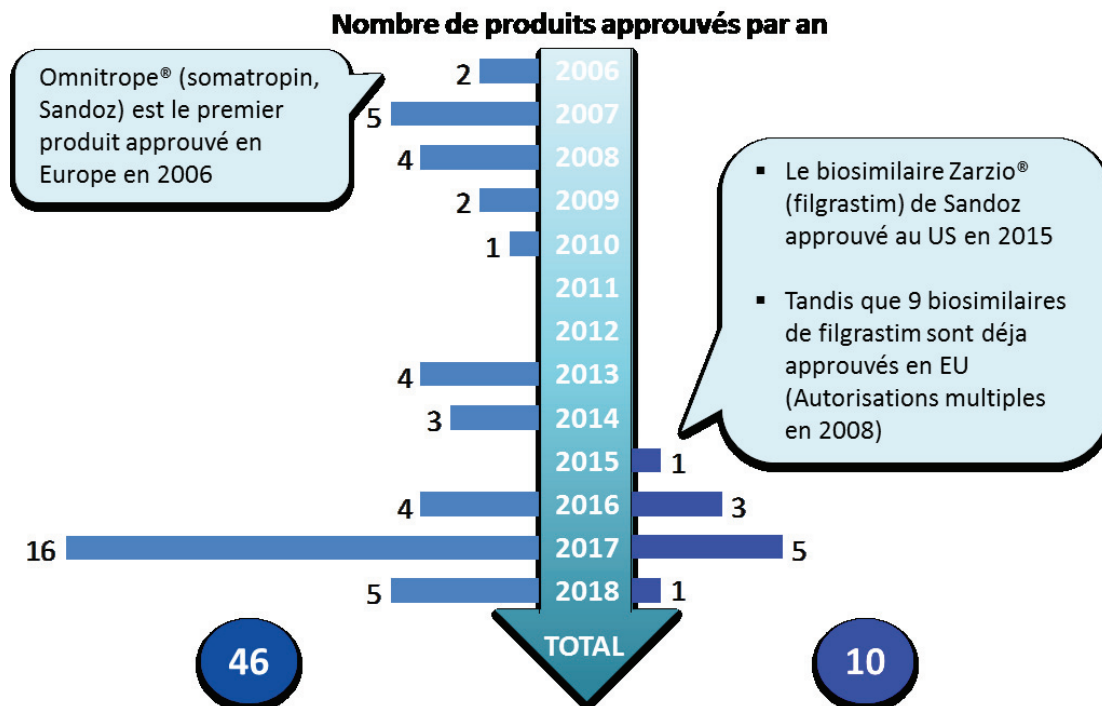 Nombre de produits approuvés par an
Omnitrope® (somatropin,
Sandoz) est le premier
produit approuvé en
Europe en 2006
2 2006
5 2007
4 2008
2 2009
1 2010
2011
2012
4 2013
3 2014
2015 1
4 2016 3
16 2017 5
5 2018 1
▪ Le biosimilaire Zarzio®
(filgrastim) de Sandoz
approuvé au US en 2015
▪ Tandis que 9 biosimilaires
de filgrastim sont déja
approuvés en EU
(Autorisations multiples
en 2008)
46 TOTAL 10